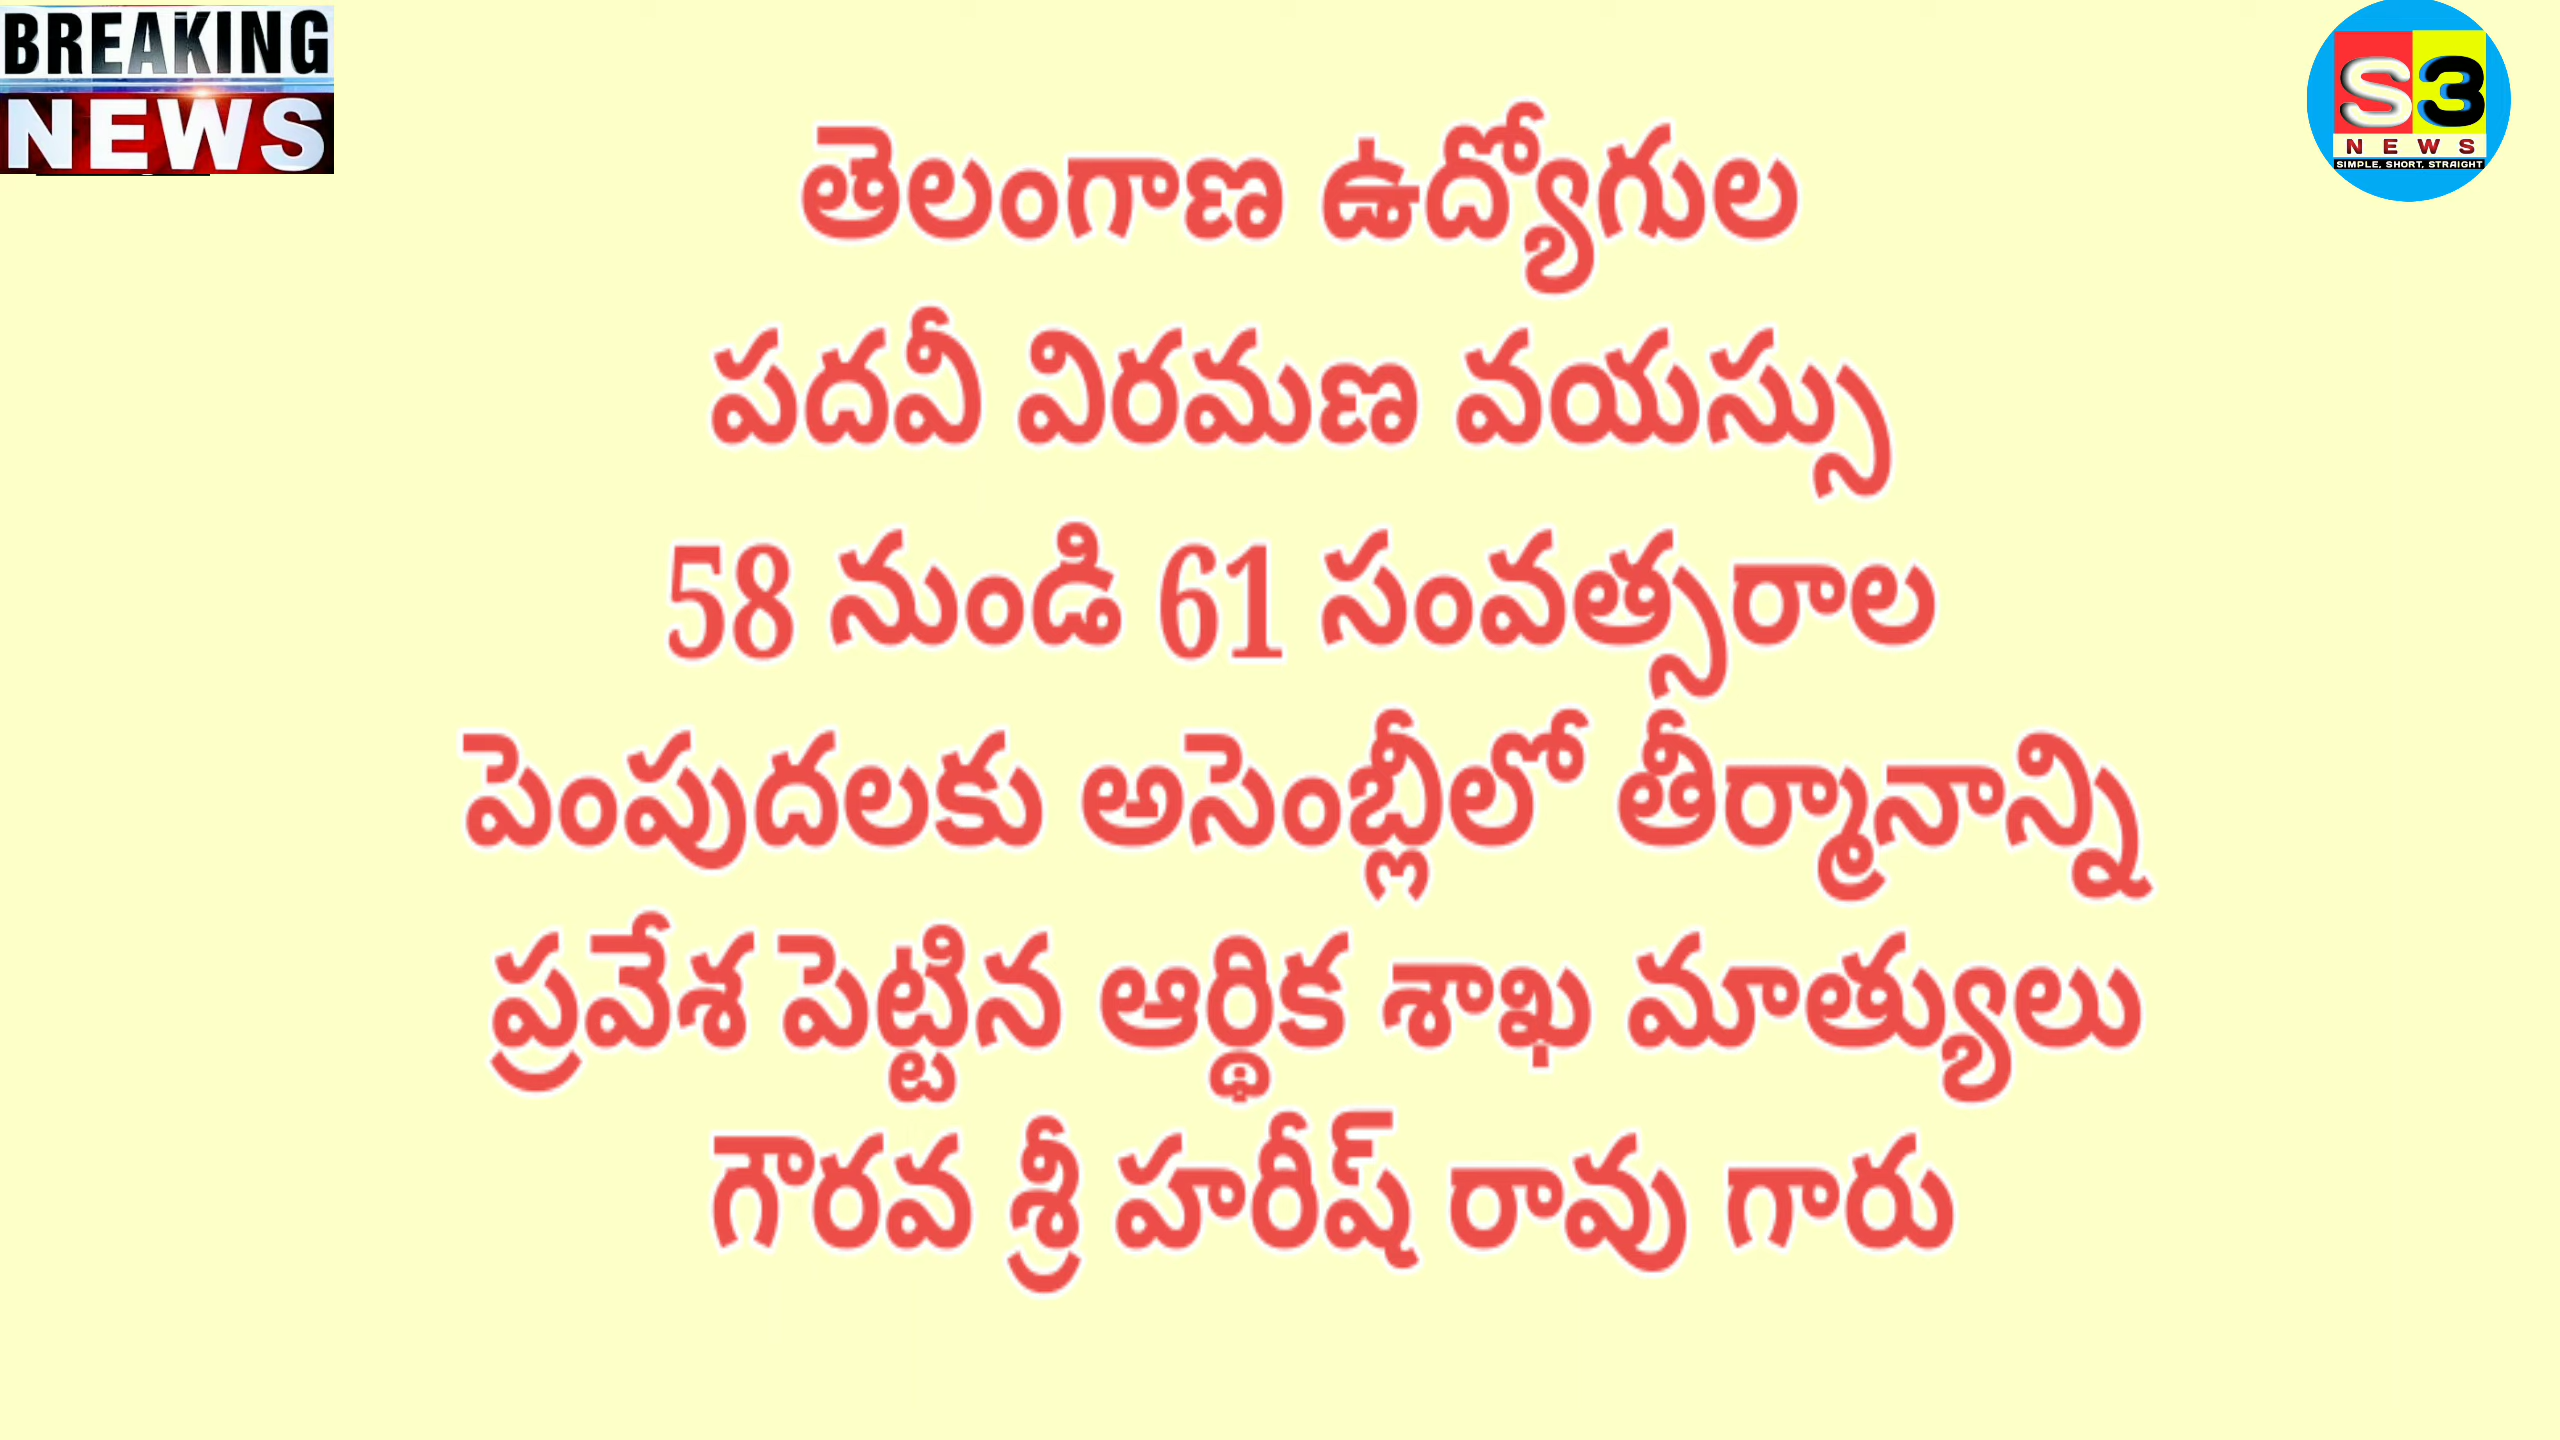 BREAKING
NEWS
S3
NEWS
SIMPLE, SHORT, STRAIGHT
తెలంగాణ ఉద్యోగుల
పదవీ విరమణ వయస్సు
58 నుండి 61 సంవత్సరాల
పెంపుదలకు అసెంబ్లీలో తీర్మానాన్ని
ప్రవేశ పెట్టిన ఆర్థిక శాఖ మాత్యులు
గౌరవ శ్రీ హరీష్ రావు గారు